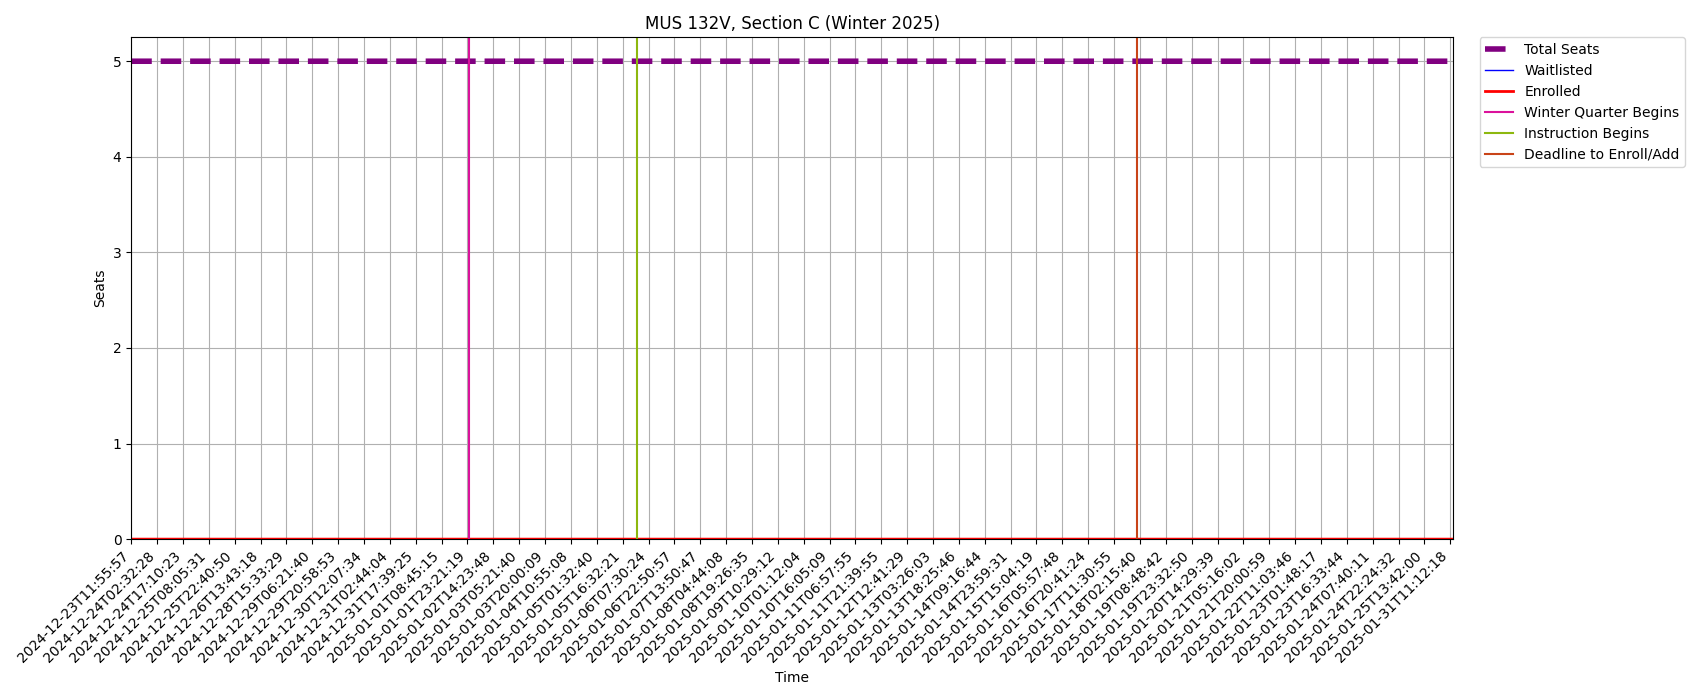 MUS 132V, Section C (Winter 2025)
Total Seats
Waitlisted
Enrolled
Winter Quarter Begins
Instruction Begins
Deadline to Enroll/Add
Seats
5
4
3
2
1
0
2024-12-23T11:55:57
2024-12-24T02:32:28
2024-12-24T17:10:23
2024-12-25T08:05:31
2024-12-25T22:40:50
2024-12-26T13:43:18
2024-12-28T15:33:29
2024-12-29T06:21:40
2024-12-29T20:58:53
2024-12-30T12:07:34
2024-12-31T02:44:04
2024-12-31T17:39:25
2025-01-01T08:45:15
2025-01-01T23:21:19
2025-01-02T14:23:48
2025-01-03T05:21:40
2025-01-03T20:00:09
2025-01-04T10:55:08
2025-01-05T01:32:40
2025-01-05T16:32:21
2025-01-06T07:30:24
2025-01-06T22:50:57
2025-01-07T13:50:47
2025-01-08T04:44:08
2025-01-08T19:26:35
2025-01-09T10:29:12
2025-01-10T01:12:04
2025-01-10T16:05:09
2025-01-11T06:57:55
2025-01-11T21:39:55
2025-01-12T12:41:29
2025-01-13T03:26:03
2025-01-13T18:25:46
2025-01-14T09:16:44
2025-01-14T23:59:31
2025-01-15T15:04:19
2025-01-16T05:57:48
2025-01-16T20:41:24
2025-01-17T11:30:55
2025-01-18T02:15:40
2025-01-19T08:48:42
2025-01-19T23:32:50
2025-01-20T14:29:39
2025-01-21T05:16:02
2025-01-21T20:00:59
2025-01-22T11:03:46
2025-01-23T01:48:17
2025-01-23T16:33:44
2025-01-24T07:40:11
2025-01-24T22:24:32
2025-01-25T13:42:00
2025-01-31T11:12:18
Time